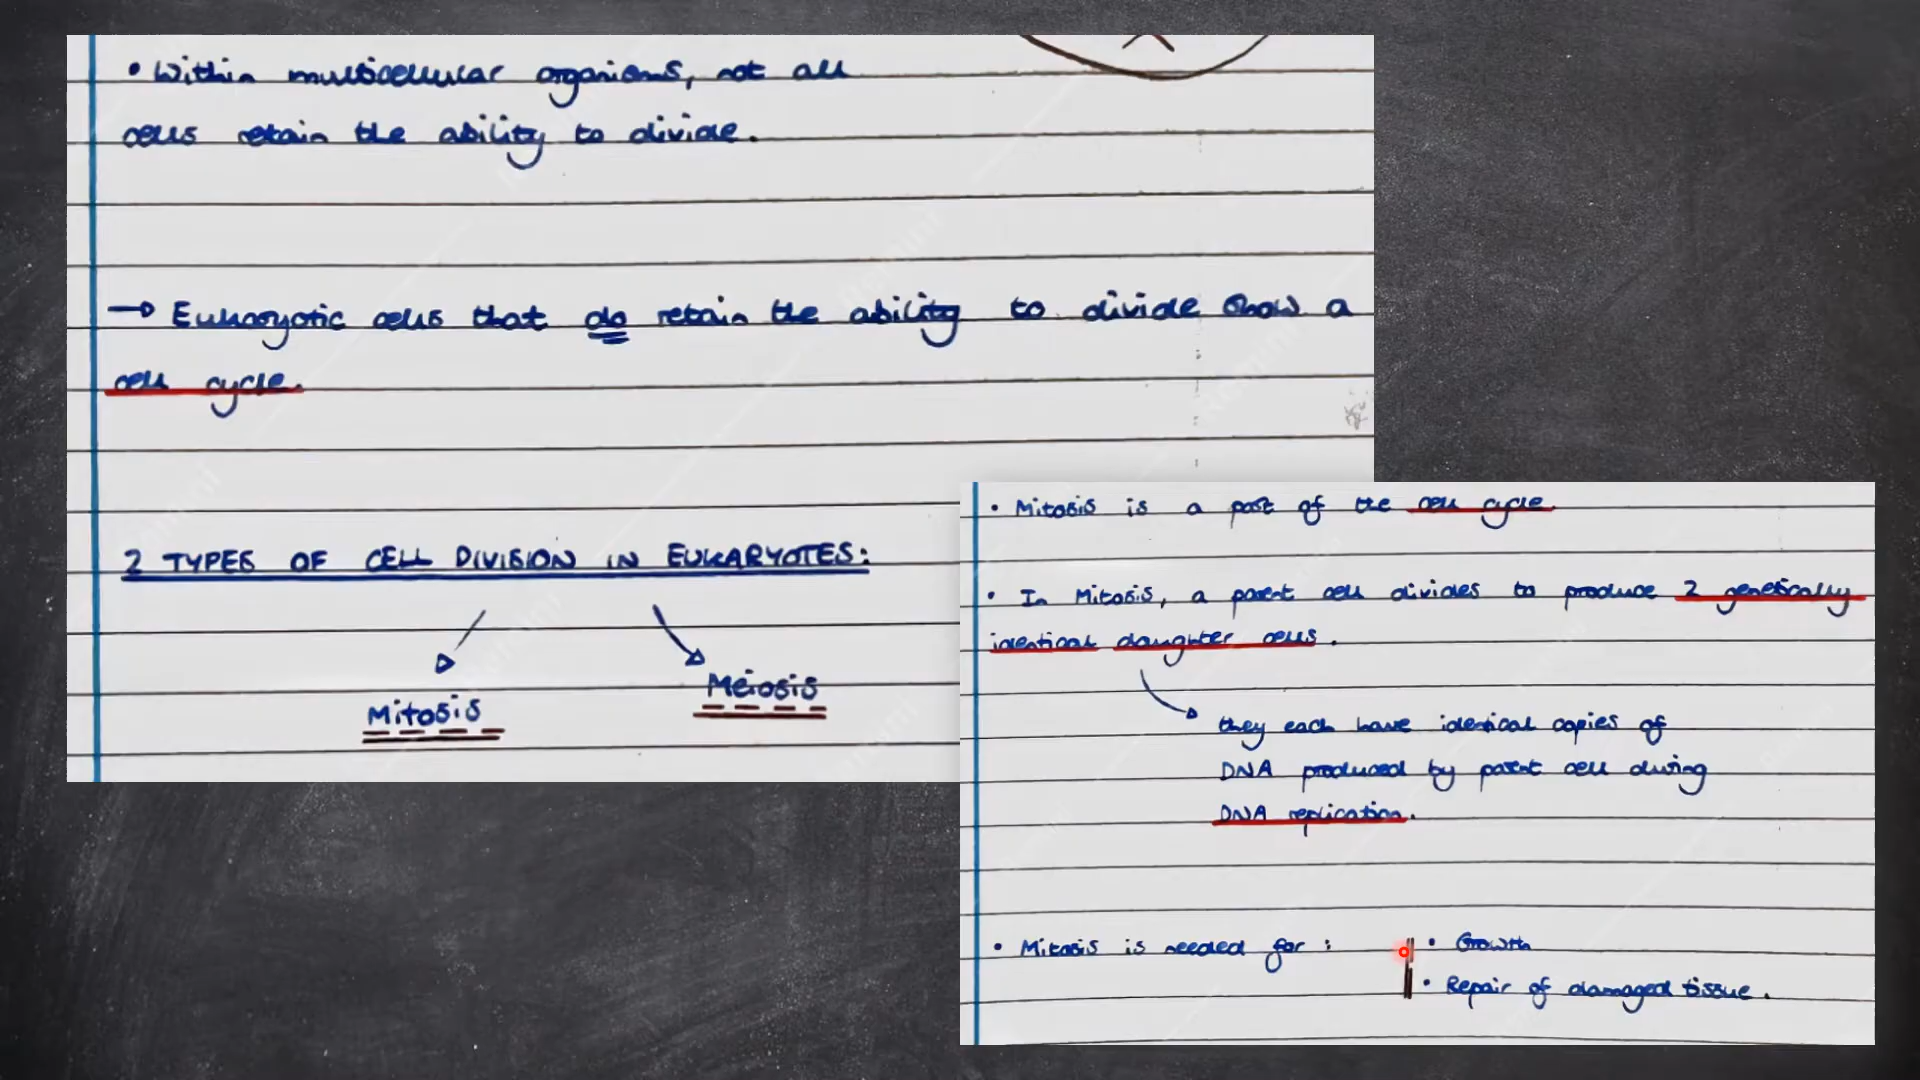 • Within multicellular organisms, not all
cells retain the ability to divide.
→ Eukaryotic cells that do retain the ability to divide show a
cell cycle.
2 TYPES OF CELL DIVISION IN EUKARYOTES:
Mitosis
Meiosis
• Mitosis is a part of the cell cycle.
• In Mitosis, a parent cell divides to produce 2 genetically
identical daughter cells.
they each have identical copies of
DNA produced by parent cell during
DNA replication.
• Mitosis is needed for:
• Growth
• Repair of damaged tissue.